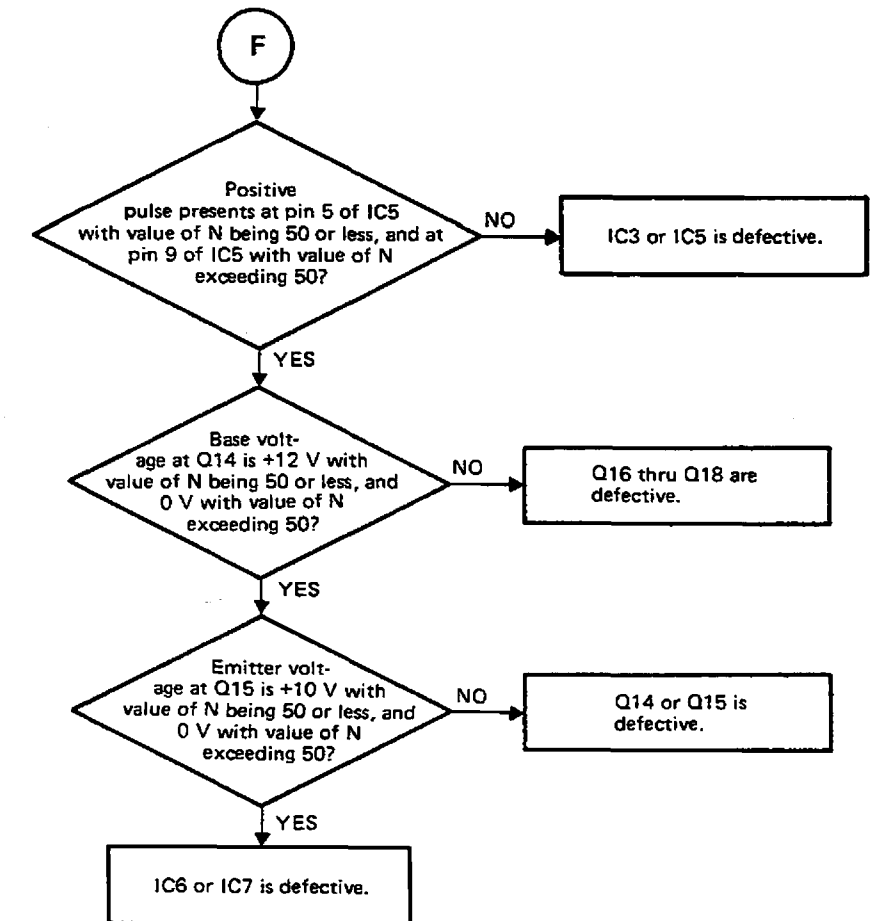 F
Positive
pulse presents at pin 5 of IC5
with value of N being 50 or less, and at
pin 9 of IC5 with value of N
exceeding 50?
NO
IC3 or IC5 is defective.
YES
Base volt-
age at Q14 is +12 V with
value of N being 50 or less, and
0 V with value of N
exceeding 50?
NO
Q16 thru Q18 are
defective.
YES
Emitter volt-
age at Q15 is +10 V with
value of N being 50 or less, and
0 V with value of N
exceeding 50?
NO
Q14 or Q15 is
defective.
YES
IC6 or IC7 is defective.